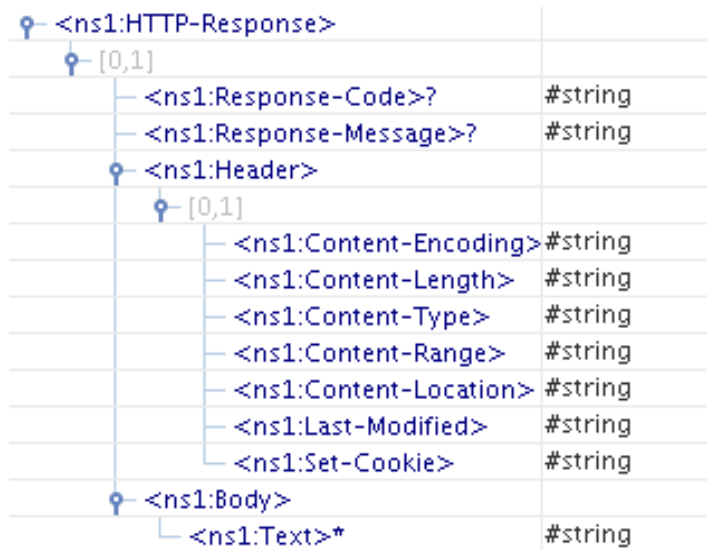 <ns1:HTTP-Response>
[0,1]
<ns1:Response-Code>? #string
<ns1:Response-Message>? #string
<ns1:Header>
[0,1]
<ns1:Content-Encoding> #string
<ns1:Content-Length> #string
<ns1:Content-Type> #string
<ns1:Content-Range> #string
<ns1:Content-Location> #string
<ns1:Last-Modified> #string
<ns1:Set-Cookie> #string
<ns1:Body>
<ns1:Text>* #string